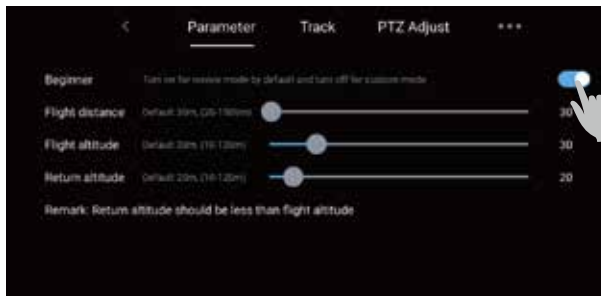 < Parameter Track PTZ Adjust •••
Beginner Turn on for novice mode by default and turn off for custom mode
Flight distance Default 30m, 30
Flight altitude Default 30m, (10-120m) 30
Return altitude Default 20m, (10-120m) 20
Remark: Return altitude should be less than flight altitude